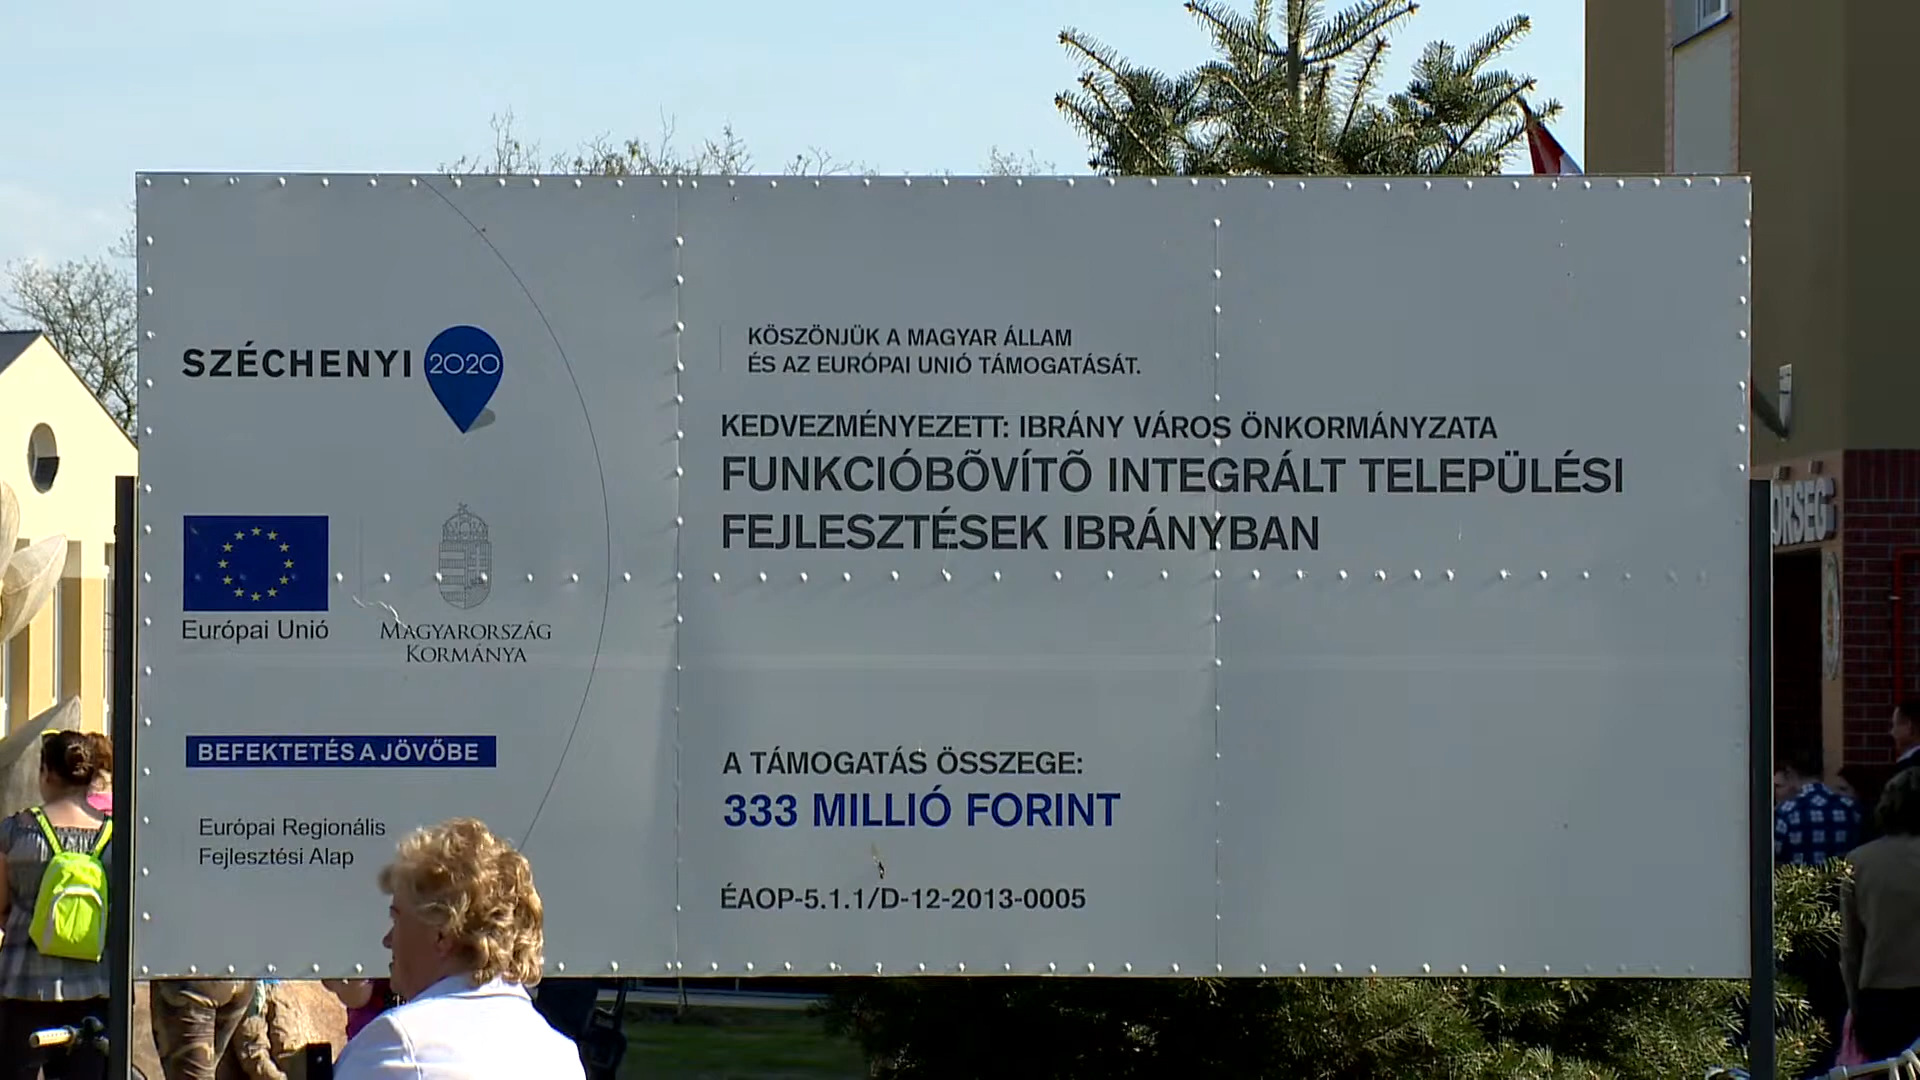 SZÉCHENYI 2020
Európai Unió
MAGYARORSZÁG
KORMÁNYA
BEFEKTETÉS A JÖVŐBE
Európai Regionális
Fejlesztési Alap
KÖSZÖNJÜK A MAGYAR ÁLLAM
ÉS AZ EURÓPAI UNIÓ TÁMOGATÁSÁT.
KEDVEZMÉNYEZETT: IBRÁNY VÁROS ÖNKORMÁNYZATA
FUNKCIÓBÕVÍTÕ INTEGRÁLT TELEPÜLÉSI
FEJLESZTÉSEK IBRÁNYBAN
A TÁMOGATÁS ÖSSZEGE:
333 MILLIÓ FORINT
ÉAOP-5.1.1/D-12-2013-0005